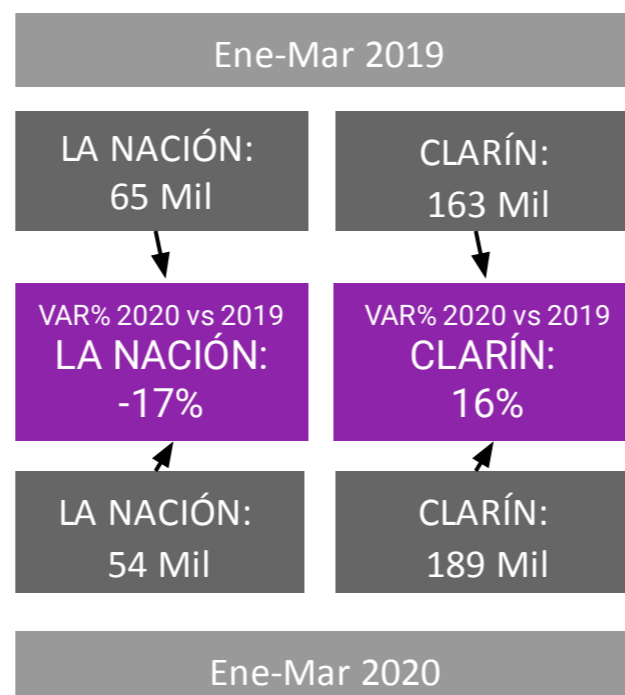 Ene-Mar 2019
LA NACIÓN:
65 Mil
CLARÍN:
163 Mil
VAR% 2020 vs 2019
LA NACIÓN:
-17%
VAR% 2020 vs 2019
CLARÍN:
16%
LA NACIÓN:
54 Mil
CLARÍN:
189 Mil
Ene-Mar 2020